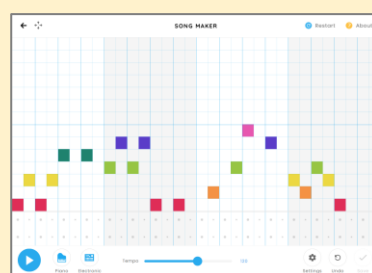 SONG MAKER
Restart
About
Tempo
Piano
Electronic
Settings
Undo